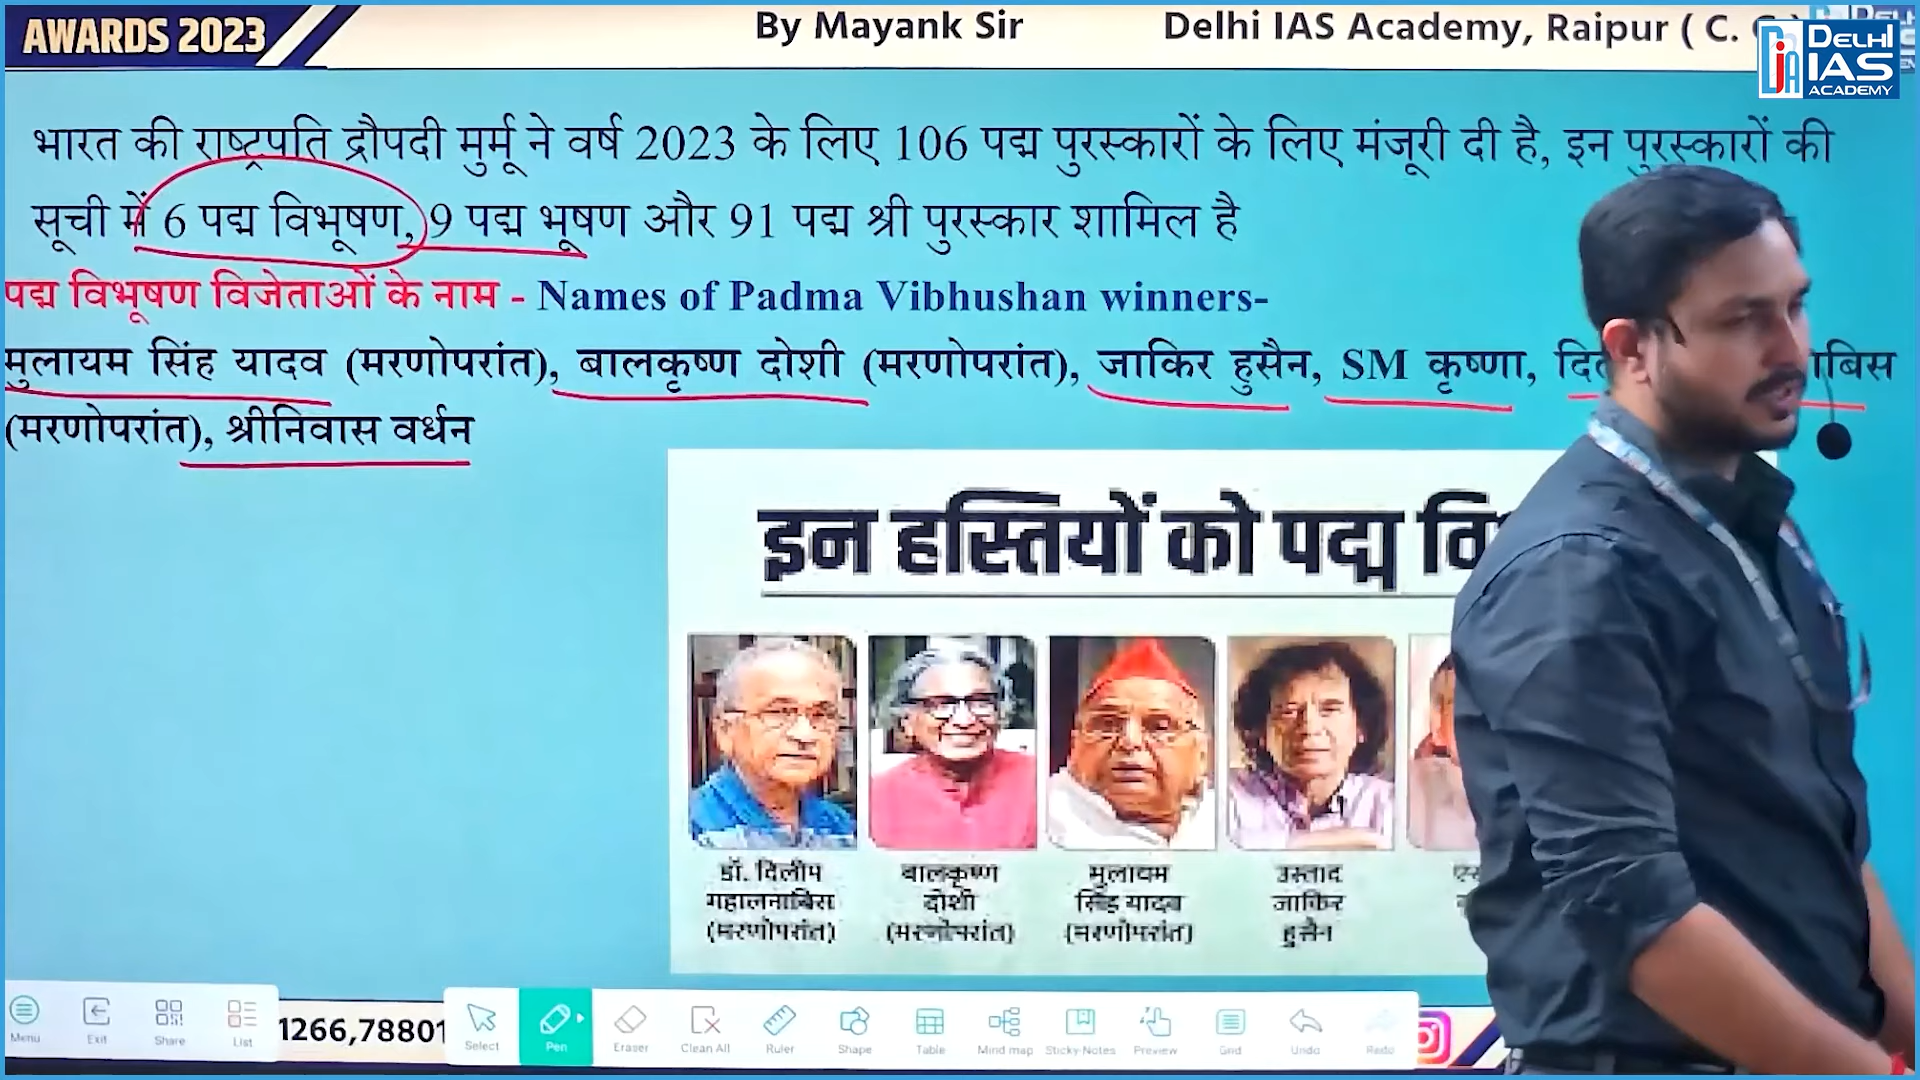 AWARDS 2023
By Mayank Sir
Delhi IAS Academy, Raipur ( C.
DELHI
IAS
ACADEMY
भारत की राष्ट्रपति द्रौपदी मुर्मू ने वर्ष 2023 के लिए 106 पद्म पुरस्कारों के लिए मंजूरी दी है, इन पुरस्कारों की
सूची में 6 पद्म विभूषण, 9 पद्म भूषण और 91 पद्म श्री पुरस्कार शामिल है
पद्म विभूषण विजेताओं के नाम - Names of Padma Vibhushan winners-
मुलायम सिंह यादव (मरणोपरांत), बालकृष्ण दोशी (मरणोपरांत), जाकिर हुसैन, SM कृष्णा,
(मरणोपरांत), श्रीनिवास वर्धन
इन हस्तियों को पद्म
डॉ. दिलीप
महालनाबिस
(मरणोपरांत)
बालकृष्ण
दोशी
(मरणोपरांत)
मुलायम
सिंह यादव
(मरणोपरांत)
उस्ताद
जाकिर
हुसैन
Menu Exit Share List 1266,78801 Select Pen Eraser Clean All Ruler Shape Table Mind map Sticky-Notes Preview Grid Undo Redo